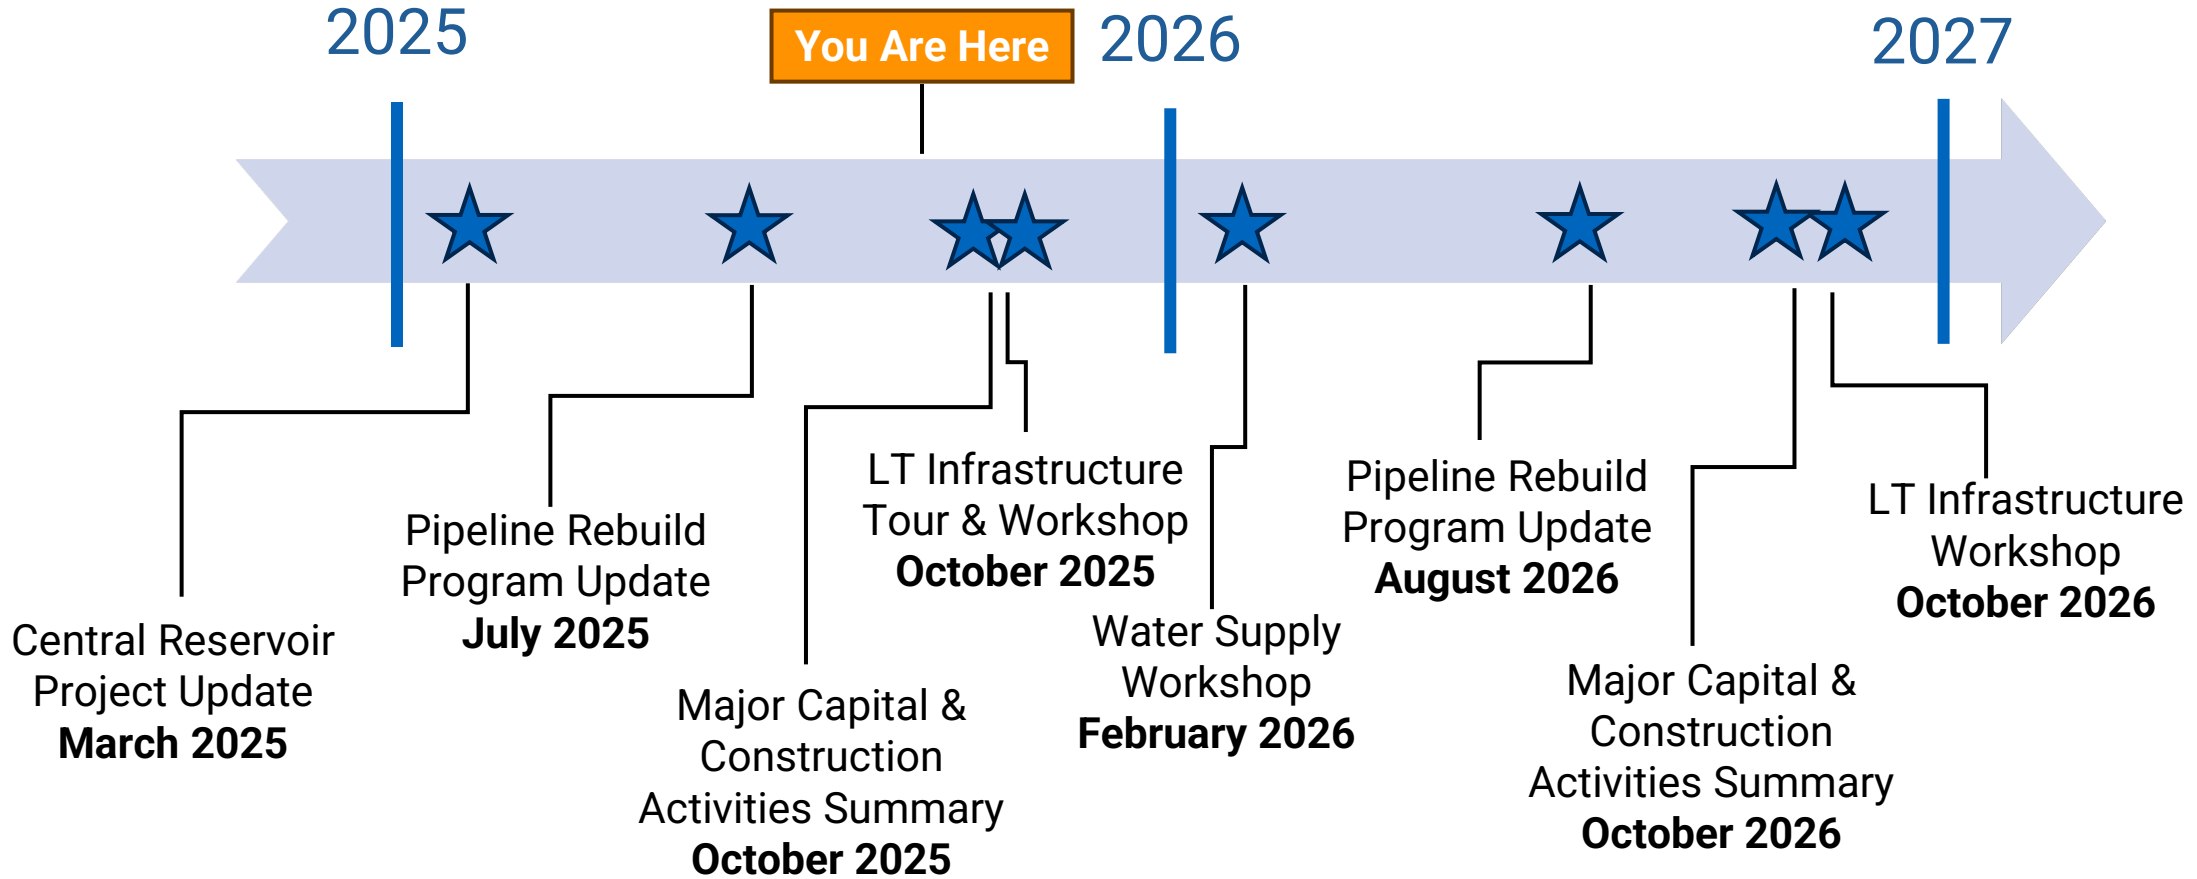 2025
You Are Here
2026
2027
Central Reservoir
Project Update
March 2025
Pipeline Rebuild
Program Update
July 2025
Major Capital &
Construction
Activities Summary
October 2025
LT Infrastructure
Tour & Workshop
October 2025
Water Supply
Workshop
February 2026
Pipeline Rebuild
Program Update
August 2026
Major Capital &
Construction
Activities Summary
October 2026
LT Infrastructure
Workshop
October 2026